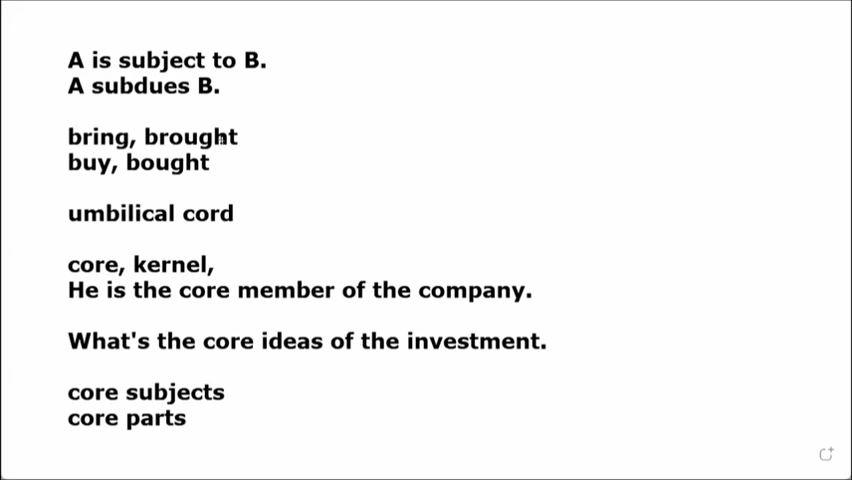 A is subject to B.
A subdues B.
bring, brought
buy, bought
umbilical cord
core, kernel,
He is the core member of the company.
What's the core ideas of the investment.
core subjects
core parts